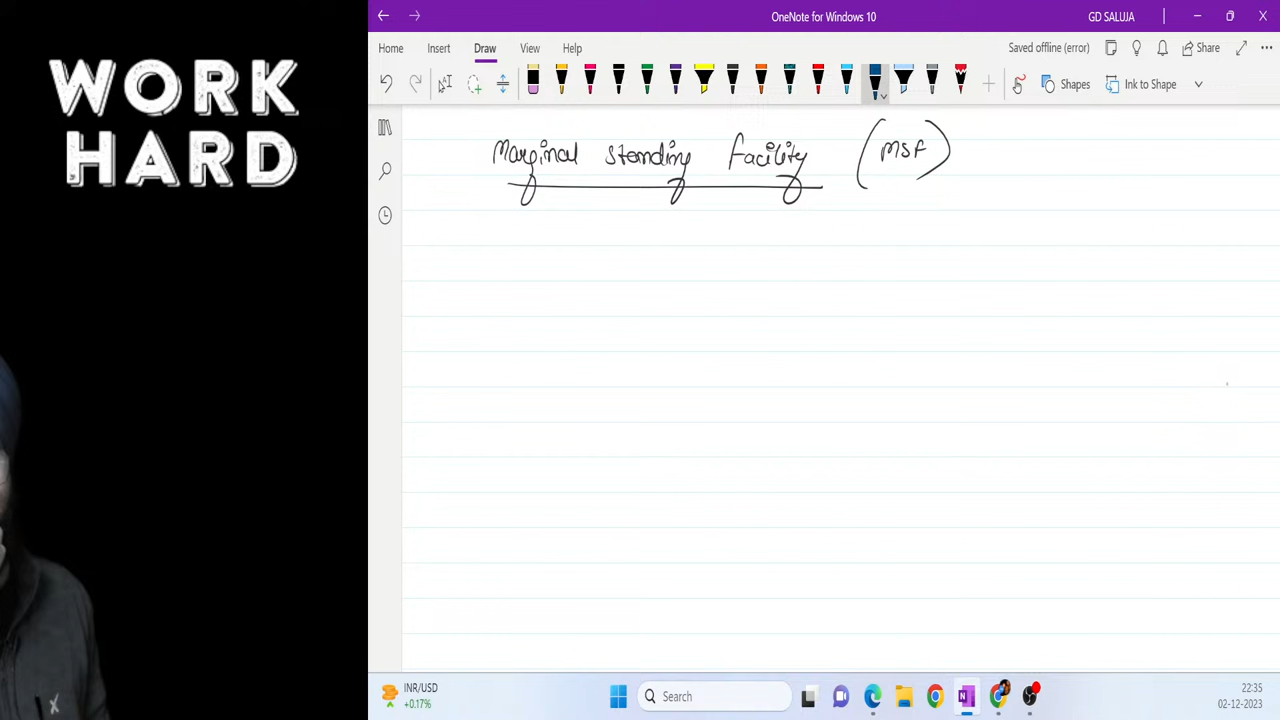 WORK
HARD
OneNote for Windows 10
GD SALUJA
Home Insert Draw View Help
Saved offline (error) Share
Shapes Ink to Shape
Marginal Standing Facility (MSF)
INR/USD
+0.17%
Search
22:35
02-12-2023